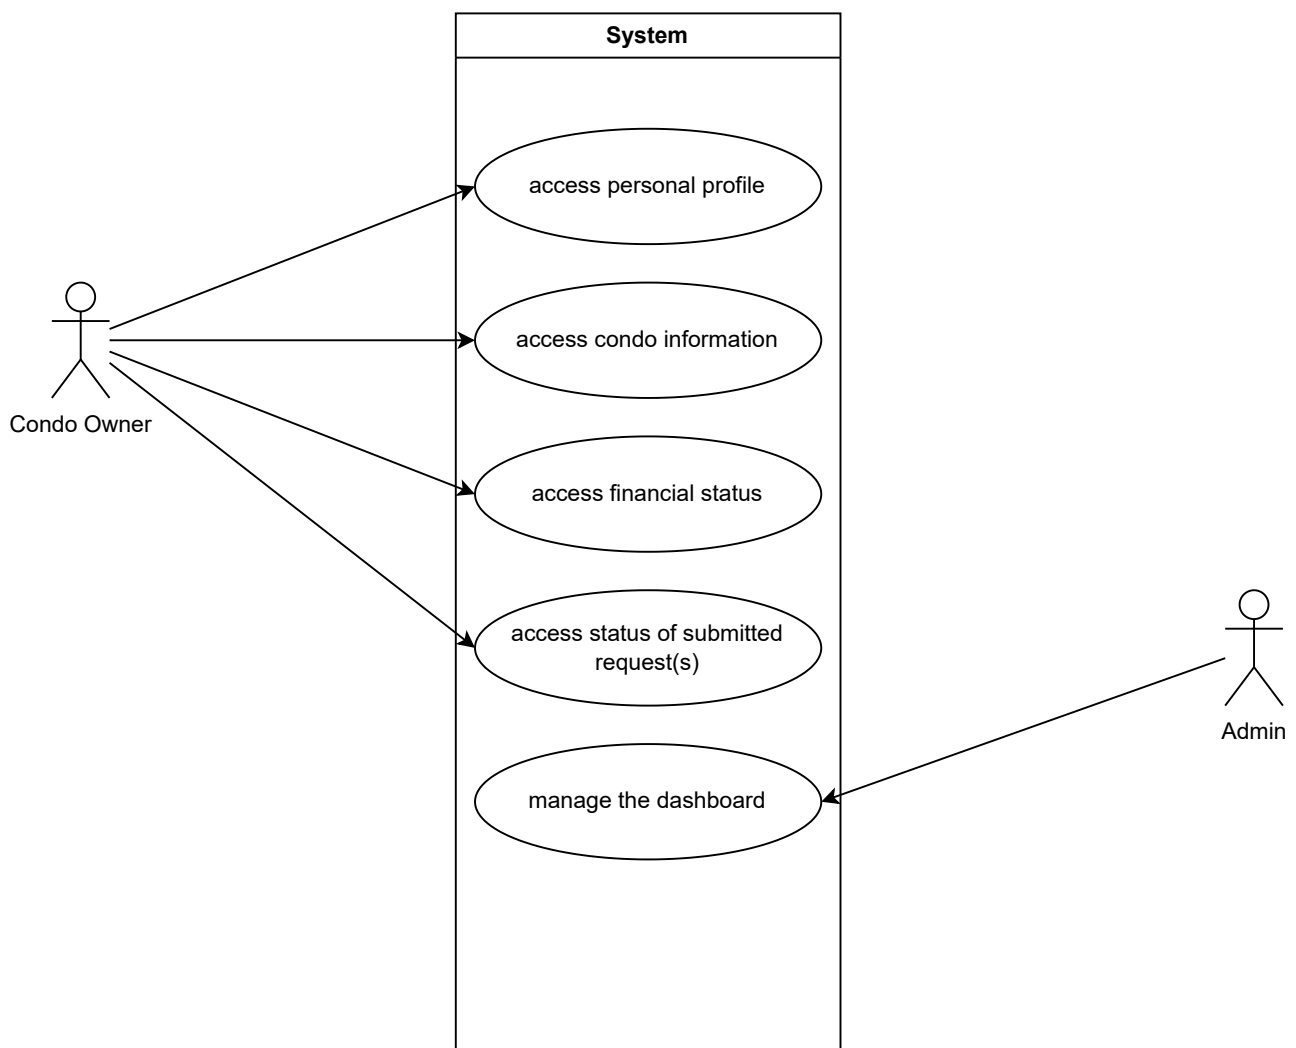 System
access personal profile
access condo information
Condo Owner
access financial status
access status of submitted
request(s)
Admin
manage the dashboard